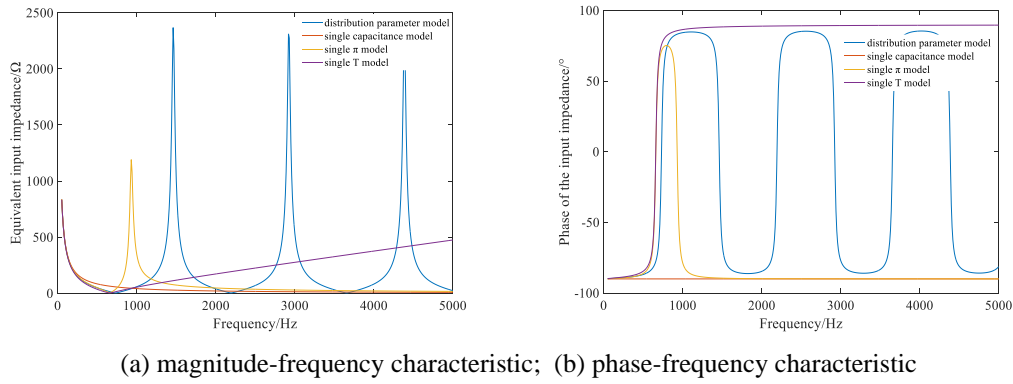 2500
2000
1500
1000
500
0
Equivalent input impedance/Ω
distribution parameter model
single capacitance model
single π model
single T model
0 1000 2000 3000 4000 5000
Frequency/Hz
100
50
0
-50
-100
Phase of the input impedance/°
distribution parameter model
single capacitance model
single π model
single T model
0 1000 2000 3000 4000 5000
Frequency/Hz
(a) magnitude-frequency characteristic; (b) phase-frequency characteristic